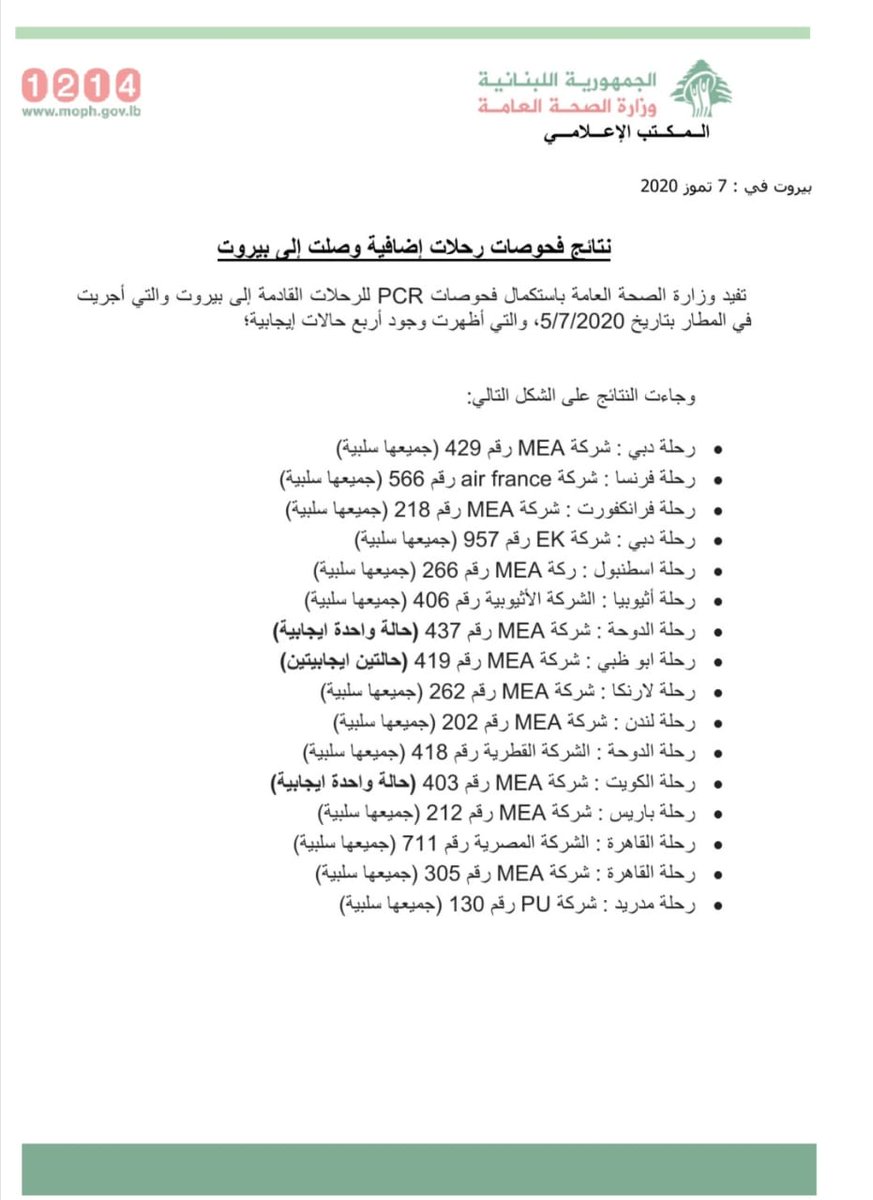 1214
www.moph.gov.lb
الجمهورية اللبنانية
وزارة الصحة العامة
المكتب الإعلامي
بيروت في : 7 تموز 2020
نتائج فحوصات رحلات إضافية وصلت إلى بيروت
تفيد وزارة الصحة العامة باستكمال فحوصات PCR للرحلات القادمة إلى بيروت والتي أجريت
في المطار بتاريخ 5/7/2020، والتي أظهرت وجود أربع حالات إيجابية؛
وجاءت النتائج على الشكل التالي:
• رحلة دبي : شركة MEA رقم 429 (جميعها سلبية)
• رحلة فرنسا : شركة air france رقم 566 (جميعها سلبية)
• رحلة فرانكفورت : شركة MEA رقم 218 (جميعها سلبية)
• رحلة دبي : شركة EK رقم 957 (جميعها سلبية)
• رحلة اسطنبول : ركة MEA رقم 266 (جميعها سلبية)
• رحلة أثيوبيا : الشركة الأثيوبية رقم 406 (جميعها سلبية)
• رحلة الدوحة : شركة MEA رقم 437 (حالة واحدة ايجابية)
• رحلة ابو ظبي : شركة MEA رقم 419 (حالتين ايجابيتين)
• رحلة لارنكا : شركة MEA رقم 262 (جميعها سلبية)
• رحلة لندن : شركة MEA رقم 202 (جميعها سلبية)
• رحلة الدوحة : الشركة القطرية رقم 418 (جميعها سلبية)
• رحلة الكويت : شركة MEA رقم 403 (حالة واحدة ايجابية)
• رحلة باريس : شركة MEA رقم 212 (جميعها سلبية)
• رحلة القاهرة : الشركة المصرية رقم 711 (جميعها سلبية)
• رحلة القاهرة : شركة MEA رقم 305 (جميعها سلبية)
• رحلة مدريد : شركة PU رقم 130 (جميعها سلبية)